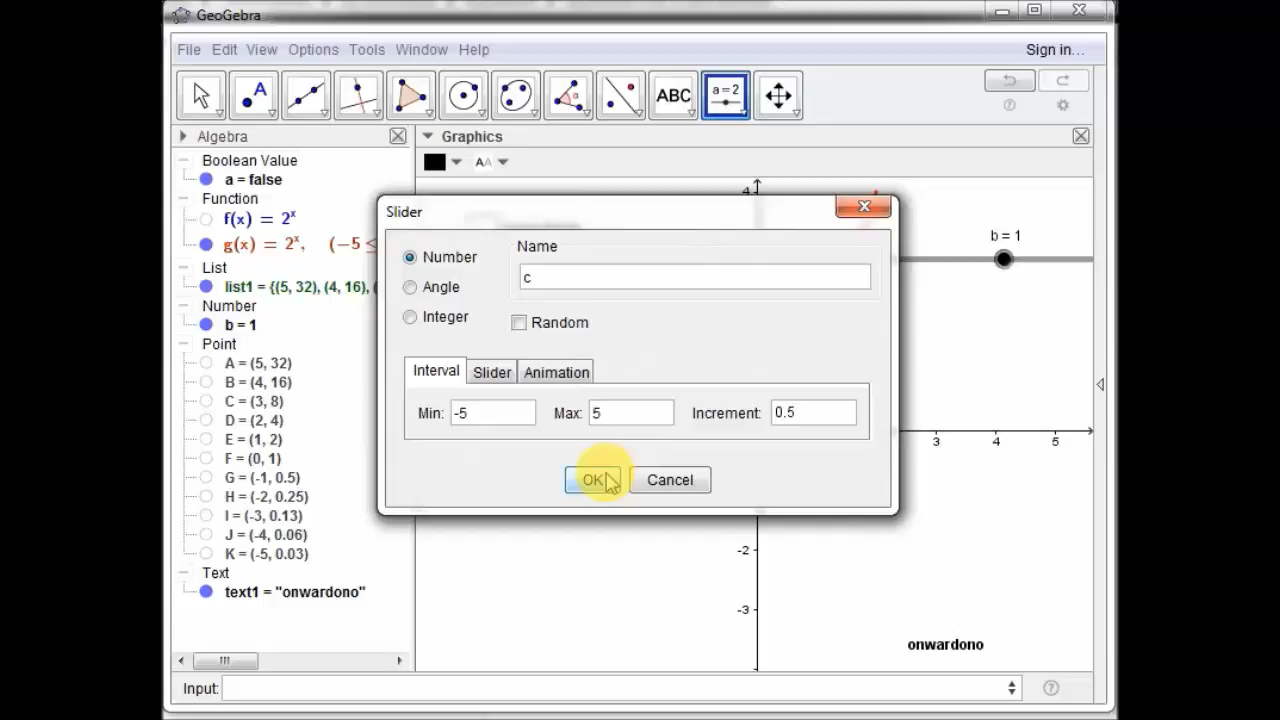 GeoGebra
File Edit View Options Tools Window Help
Sign in...
A
ABC
a = 2
Algebra
Graphics
Boolean Value
a = false
Function
f(x) = 2ˣ
g(x) = 2ˣ, (−5 ≤
List
list1 = {(5, 32), (4, 16), (
Number
b = 1
Point
A = (5, 32)
B = (4, 16)
C = (3, 8)
D = (2, 4)
E = (1, 2)
F = (0, 1)
G = (-1, 0.5)
H = (-2, 0.25)
I = (-3, 0.13)
J = (-4, 0.06)
K = (-5, 0.03)
Text
text1 = "onwardono"
AA
4
b = 1
3 4 5
-2
-3
onwardono
Slider
Number
Angle
Integer
Name
c
Random
Interval Slider Animation
Min: -5 Max: 5 Increment: 0.5
OK Cancel
Input: